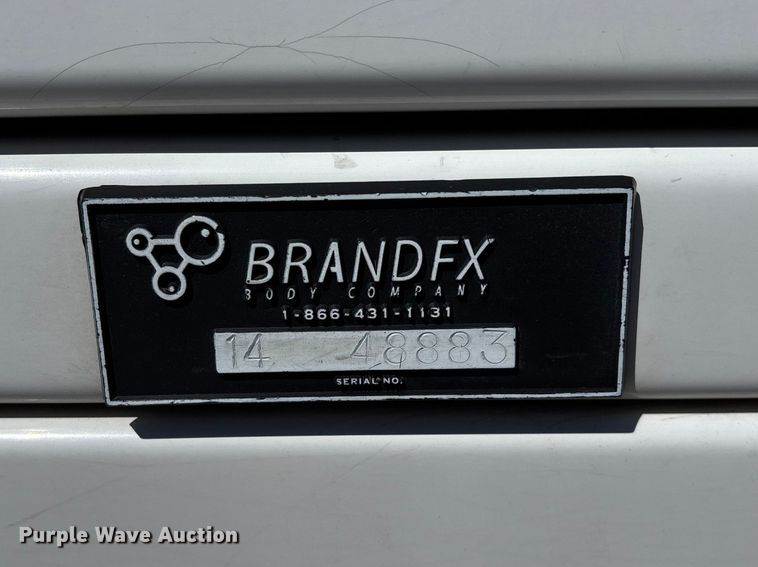 BRANDFX
BODY COMPANY
1-866-431-1131
14 48883
SERIAL NO.
Purple Wave Auction